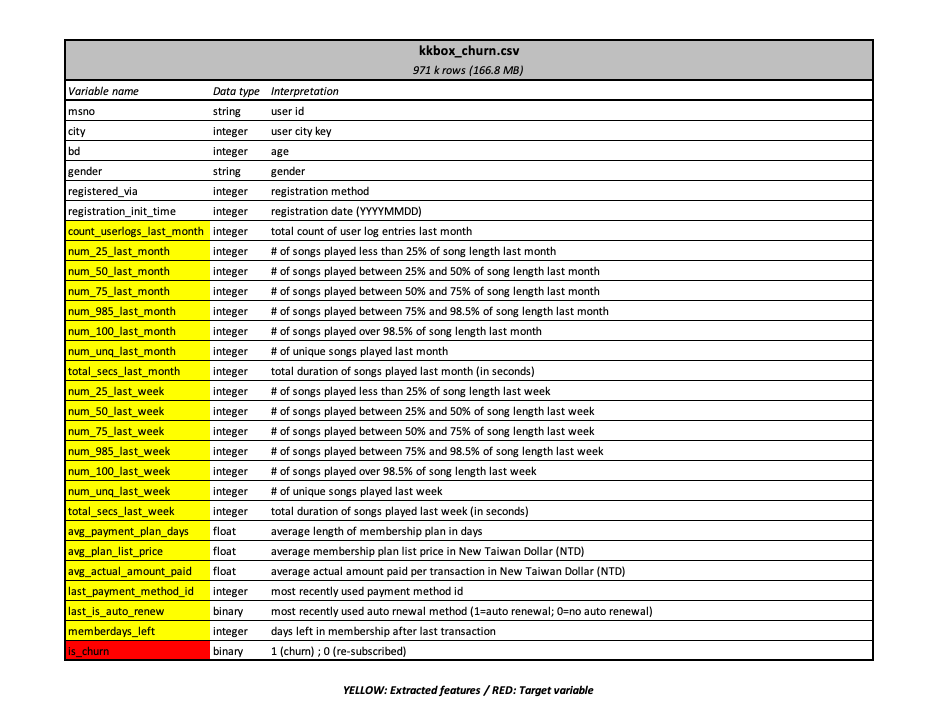 kkbox_churn.csv
971 k rows (166.8 MB)
Variable name Data type Interpretation
msno string user id
city integer user city key
bd integer age
gender string gender
registered_via integer registration method
registration_init_time integer registration date (YYYYMMDD)
count_userlogs_last_month integer total count of user log entries last month
num_25_last_month integer # of songs played less than 25% of song length last month
num_50_last_month integer # of songs played between 25% and 50% of song length last month
num_75_last_month integer # of songs played between 50% and 75% of song length last month
num_985_last_month integer # of songs played between 75% and 98.5% of song length last month
num_100_last_month integer # of songs played over 98.5% of song length last month
num_unq_last_month integer # of unique songs played last month
total_secs_last_month integer total duration of songs played last month (in seconds)
num_25_last_week integer # of songs played less than 25% of song length last week
num_50_last_week integer # of songs played between 25% and 50% of song length last week
num_75_last_week integer # of songs played between 50% and 75% of song length last week
num_985_last_week integer # of songs played between 75% and 98.5% of song length last week
num_100_last_week integer # of songs played over 98.5% of song length last week
num_unq_last_week integer # of unique songs played last week
total_secs_last_week integer total duration of songs played last week (in seconds)
avg_payment_plan_days float average length of membership plan in days
avg_plan_list_price float average membership plan list price in New Taiwan Dollar (NTD)
avg_actual_amount_paid float average actual amount paid per transaction in New Taiwan Dollar (NTD)
last_payment_method_id integer most recently used payment method id
last_is_auto_renew binary most recently used auto rnewal method (1=auto renewal; 0=no auto renewal)
memberdays_left integer days left in membership after last transaction
is_churn binary 1 (churn) ; 0 (re-subscribed)
YELLOW: Extracted features / RED: Target variable